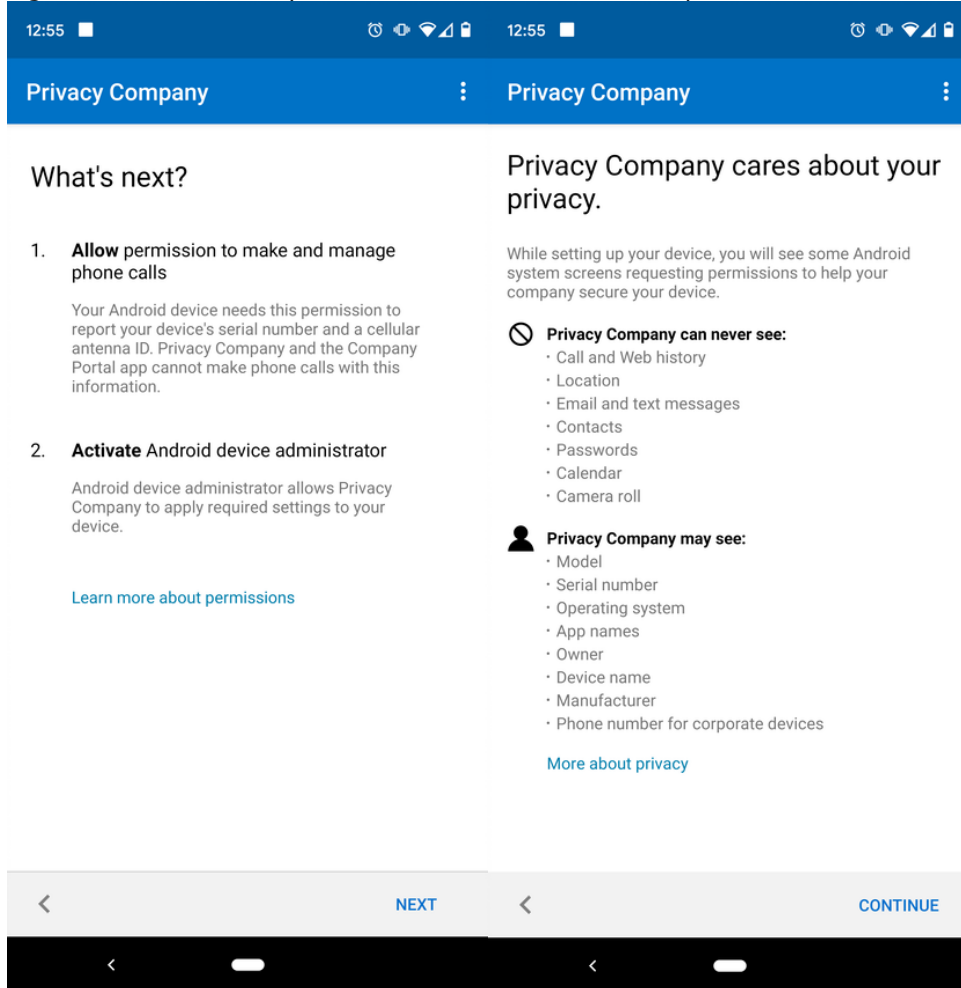 12:55
Privacy Company
What's next?
1. Allow permission to make and manage
phone calls
Your Android device needs this permission to
report your device's serial number and a cellular
antenna ID. Privacy Company and the Company
Portal app cannot make phone calls with this
information.
2. Activate Android device administrator
Android device administrator allows Privacy
Company to apply required settings to your
device.
Learn more about permissions
NEXT
12:55
Privacy Company
Privacy Company cares about your
privacy.
While setting up your device, you will see some Android
system screens requesting permissions to help your
company secure your device.
Privacy Company can never see:
· Call and Web history
· Location
· Email and text messages
· Contacts
· Passwords
· Calendar
· Camera roll
Privacy Company may see:
· Model
· Serial number
· Operating system
· App names
· Owner
· Device name
· Manufacturer
· Phone number for corporate devices
More about privacy
CONTINUE